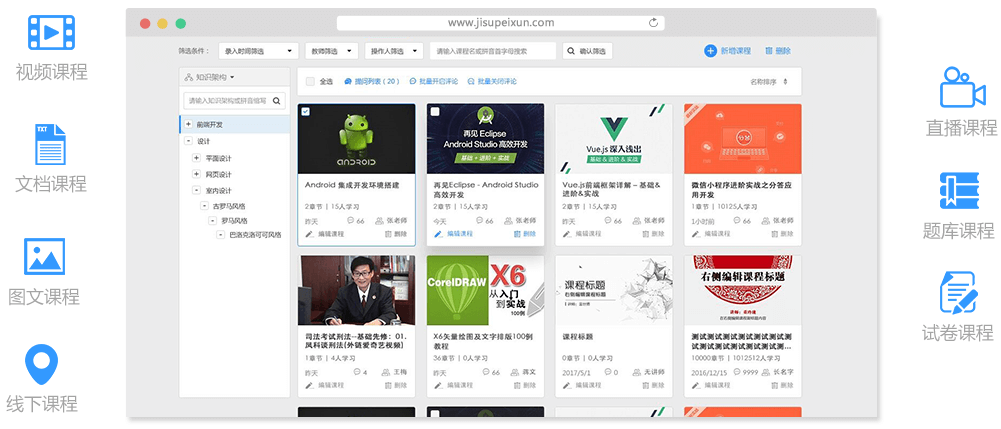 www.jisupeixun.com
视频课程
TXT
文档课程
图文课程
线下课程
直播课程
题库课程
试卷课程
筛选条件：
录入时间筛选
教师筛选
操作人筛选
请输入课程名或拼音首字母搜索
确认筛选
新增课程
删除
知识架构
请输入知识架构或拼音缩写
前端开发
设计
平面设计
网页设计
室内设计
古罗马风格
罗马风格
巴洛克洛可可风格
全选
提问列表（20）
批量开启评论
批量关闭评论
名称排序
ANDROID
Android 集成开发环境搭建
2章节 | 15人学习
昨天 66 张老师
编辑课程 删除
再见 Eclipse
Android Studio 高效开发
基础 + 进阶 + 实战
再见Eclipse - Android Studio
高效开发
2章节 | 15人学习
今天 66 张老师
编辑课程 删除
Vue.js 深入浅出
基础 & 进阶 & 实战
Vue.js前端框架详解 – 基础&
进阶&实战
2章节 | 15人学习
昨天 66 张老师
编辑课程 删除
微信小程序进阶实战之分答应
用开发
1章节 | 10125人学习
1小时前 66 张老师
编辑课程 删除
司法考试刑法--基础先修：01.
凤科谈刑法[外链爱奇艺视频]
1章节 | 4人学习
昨天 4 王梅
编辑课程 删除
CorelDRAW
X6
从入门
到实战
100例
X6矢量绘图及文字排版100例
教程
36章节 | 0人学习
昨天 66 蒋文
编辑课程 删除
课程标题
右侧编辑课程标题
课程标题
0章节 | 0人学习
2017/5/1 0 无讲师
编辑课程 删除
右侧编辑课程标题
测试测试测试测试测试测试测
试测试测试测试测试测试测试...
10000章节 | 1012512人学习
2016/12/15 9999 长名字
编辑课程 删除
再见 Eclipse